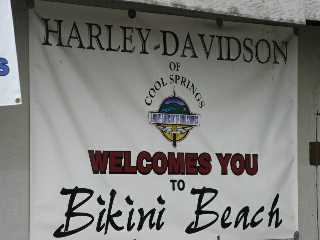 HARLEY-DAVIDSON
OF
COOL SPRINGS
WELCOMES YOU
TO
Bikini Beach